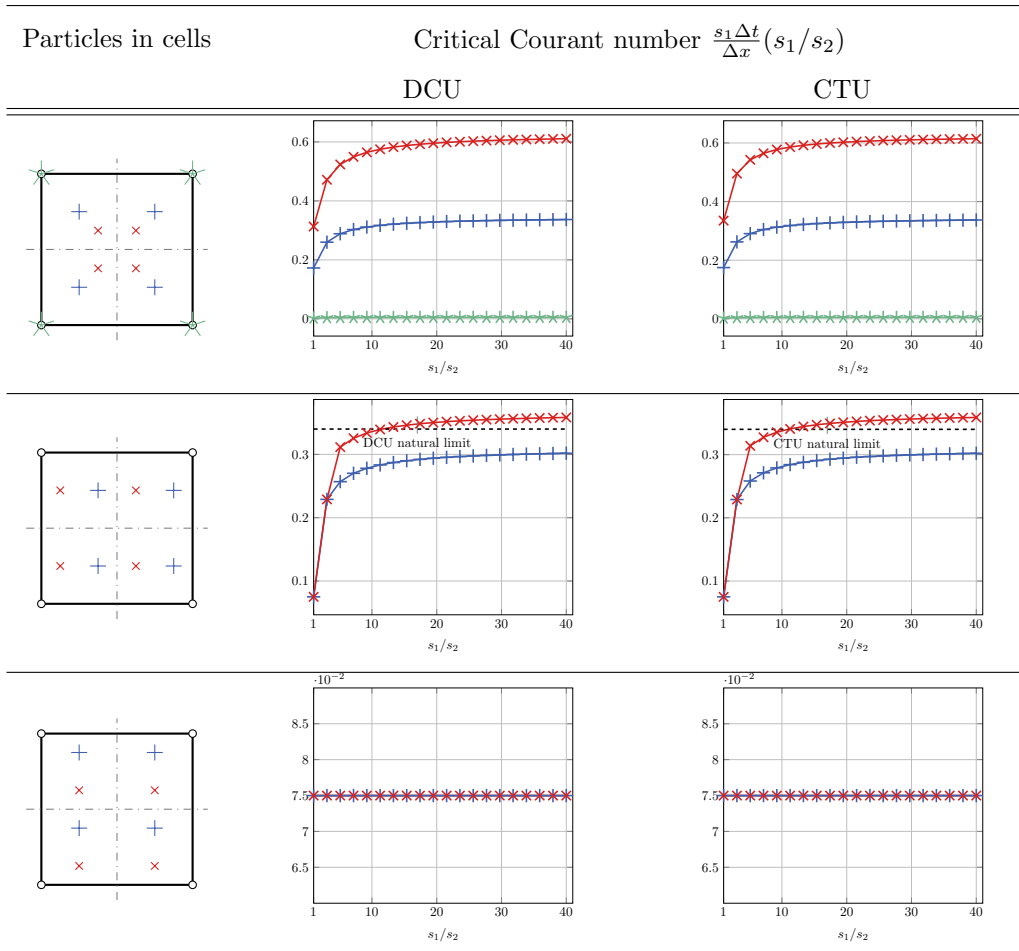 Particles in cells
Critical Courant number s₁Δt/Δx (s₁/s₂)
DCU
CTU
0.6
0.4
0.2
0
1 10 20 30 40
s₁/s₂
0.6
0.4
0.2
0
1 10 20 30 40
s₁/s₂
0.3
0.2
0.1
DCU natural limit
1 10 20 30 40
s₁/s₂
0.3
0.2
0.1
CTU natural limit
1 10 20 30 40
s₁/s₂
·10⁻²
8.5
8
7.5
7
6.5
1 10 20 30 40
s₁/s₂
·10⁻²
8.5
8
7.5
7
6.5
1 10 20 30 40
s₁/s₂